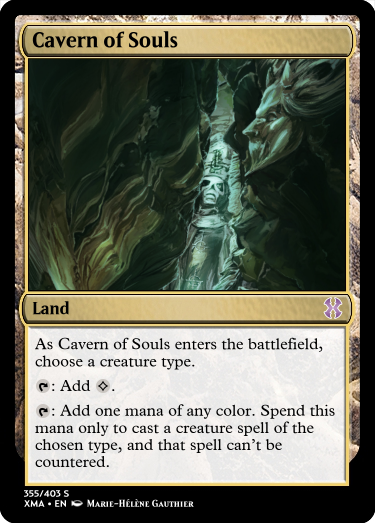 Cavern of Souls
Land
As Cavern of Souls enters the battlefield,
choose a creature type.
: Add .
: Add one mana of any color. Spend this
mana only to cast a creature spell of the
chosen type, and that spell can't be
countered.
355/403 S
XMA • EN Marie-Hélène Gauthier